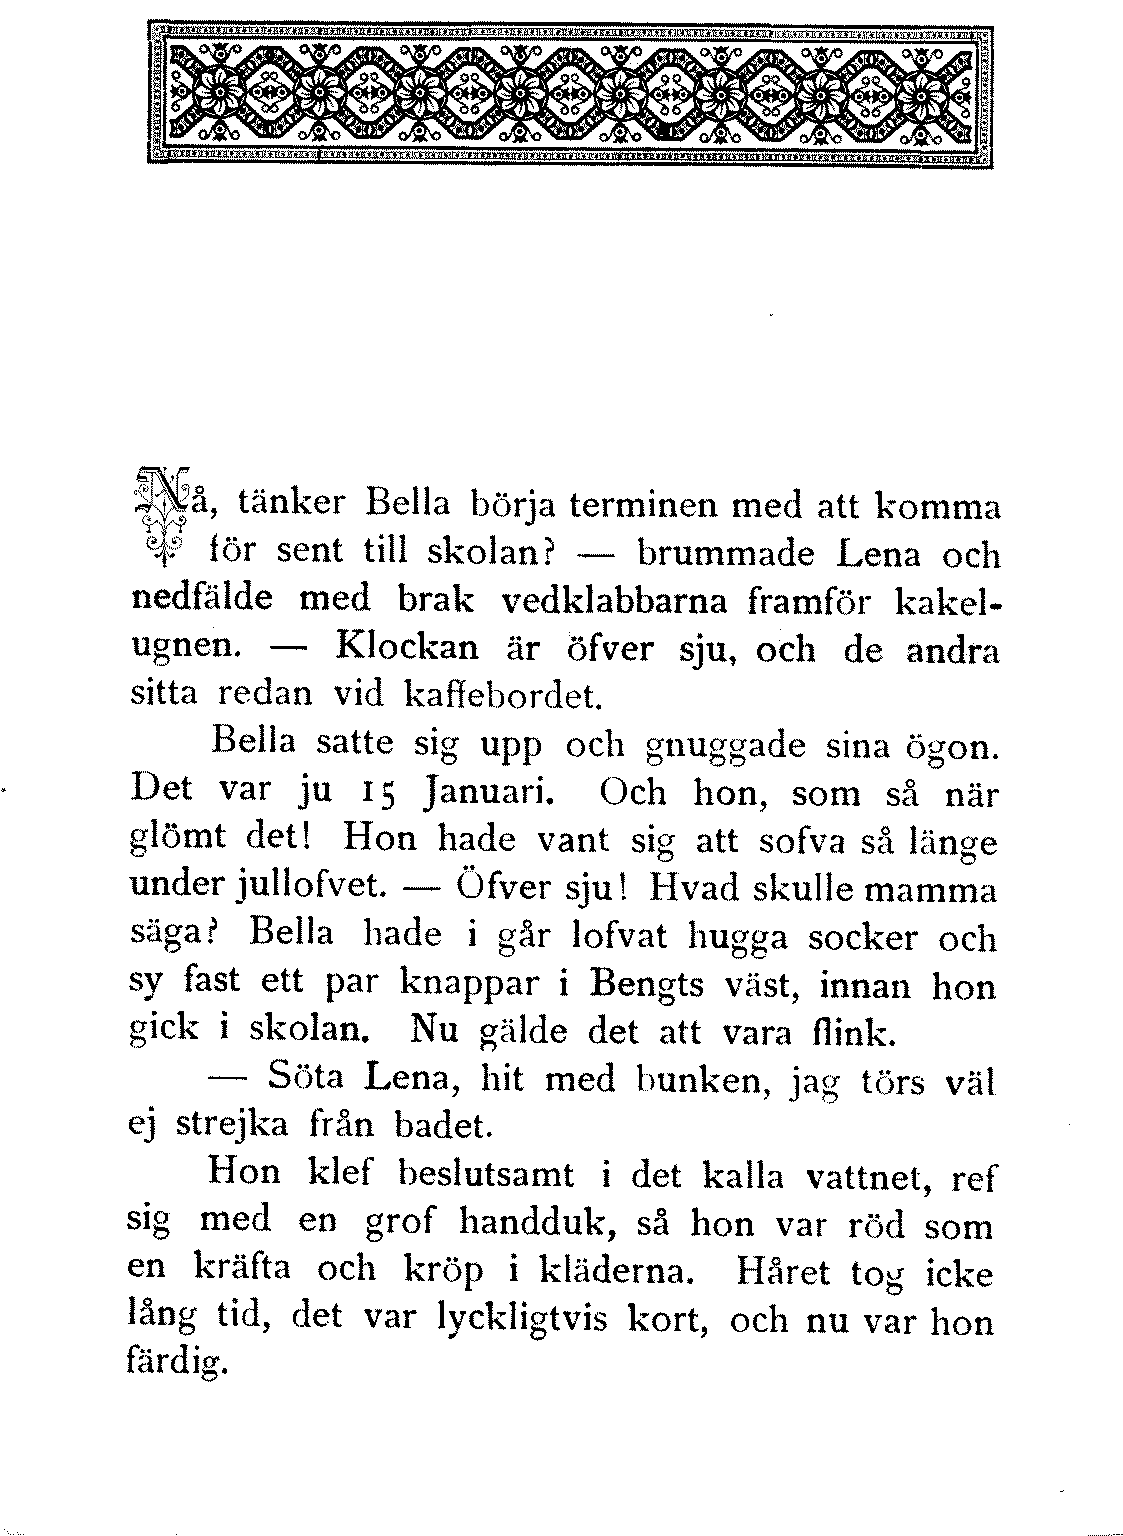 Nå, tänker Bella börja terminen med att komma
för sent till skolan? — brummade Lena och
nedfälde med brak vedklabbarna framför kakel-
ugnen. — Klockan är öfver sju, och de andra
sitta redan vid kaffebordet.
Bella satte sig upp och gnuggade sina ögon.
Det var ju 15 Januari. Och hon, som så när
glömt det! Hon hade vant sig att sofva så länge
under jullofvet. — Öfver sju! Hvad skulle mamma
säga? Bella hade i går lofvat hugga socker och
sy fast ett par knappar i Bengts väst, innan hon
gick i skolan. Nu gälde det att vara flink.
— Söta Lena, hit med bunken, jag törs väl
ej strejka från badet.
Hon klef beslutsamt i det kalla vattnet, ref
sig med en grof handduk, så hon var röd som
en kräfta och kröp i kläderna. Håret tog icke
lång tid, det var lyckligtvis kort, och nu var hon
färdig.